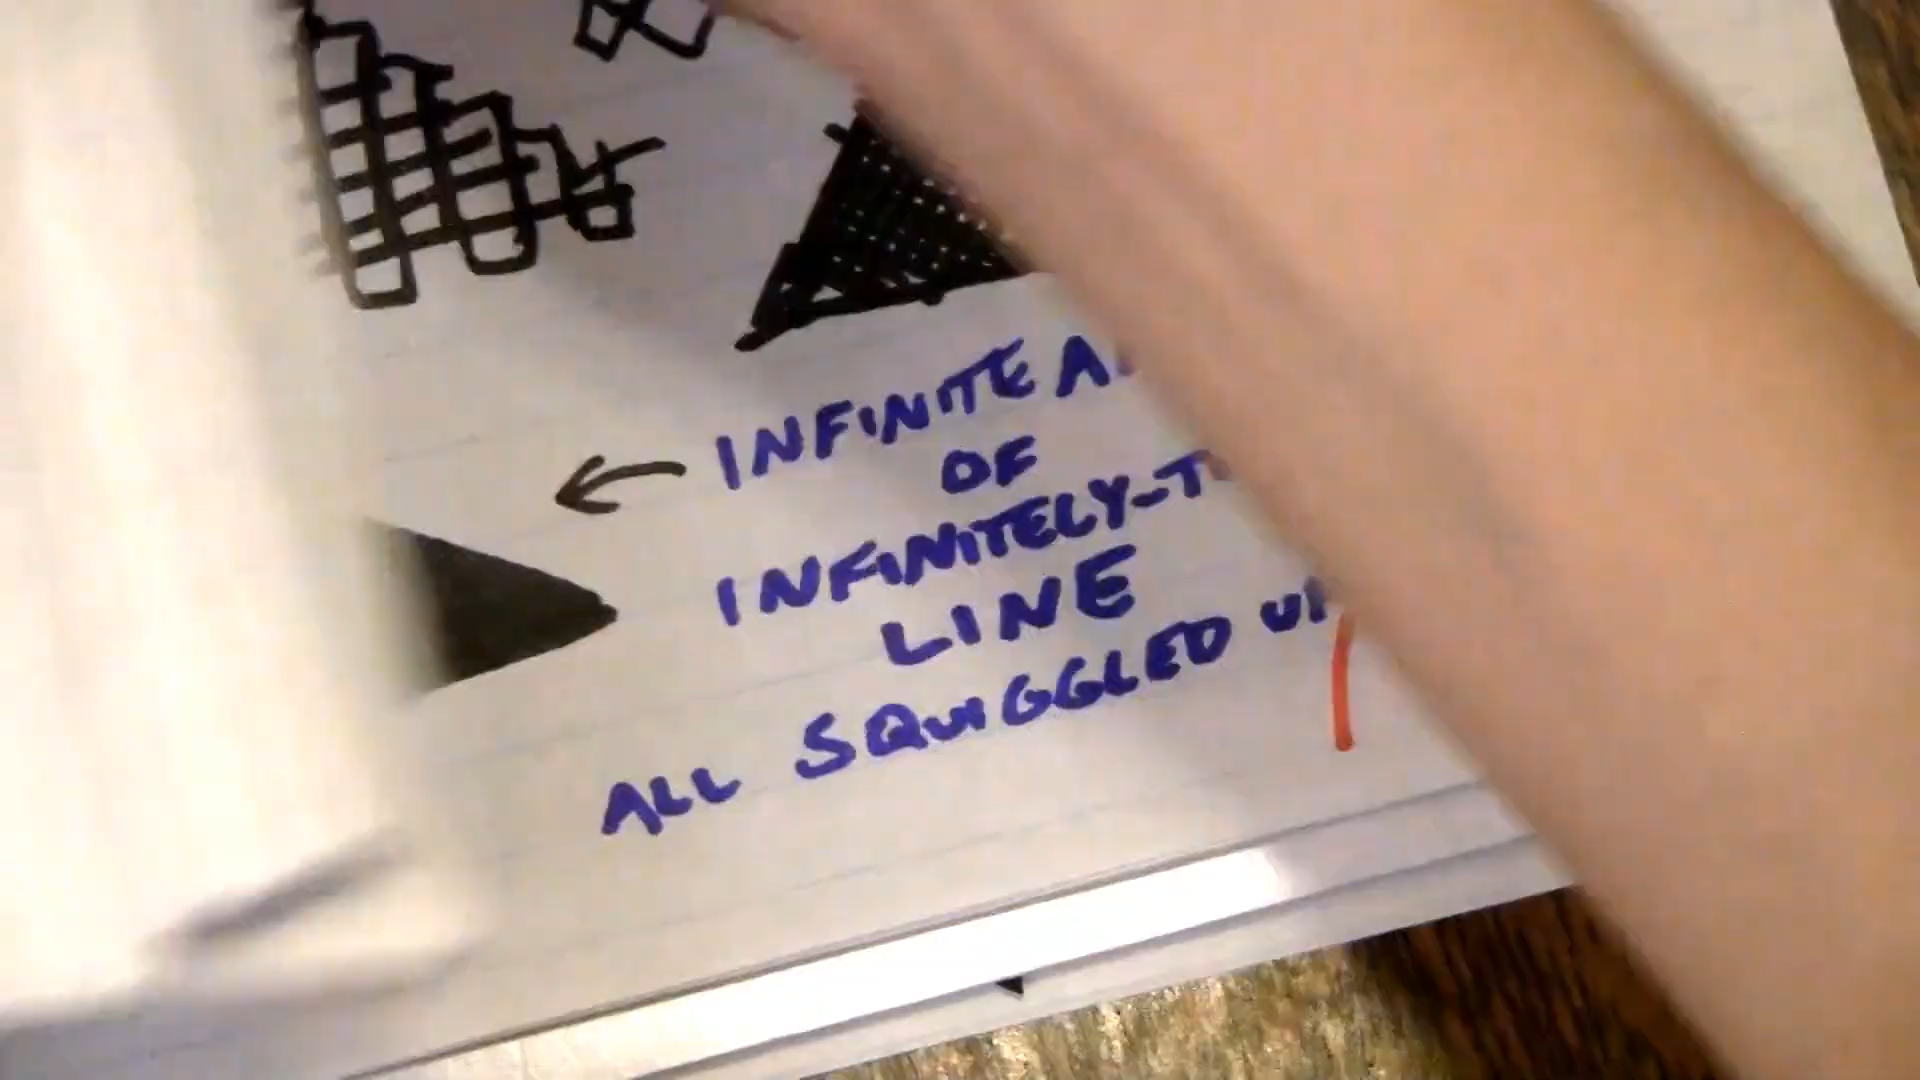 INFINITE
OF
INFINITELY-
LINE
ALL SQUIGGLED